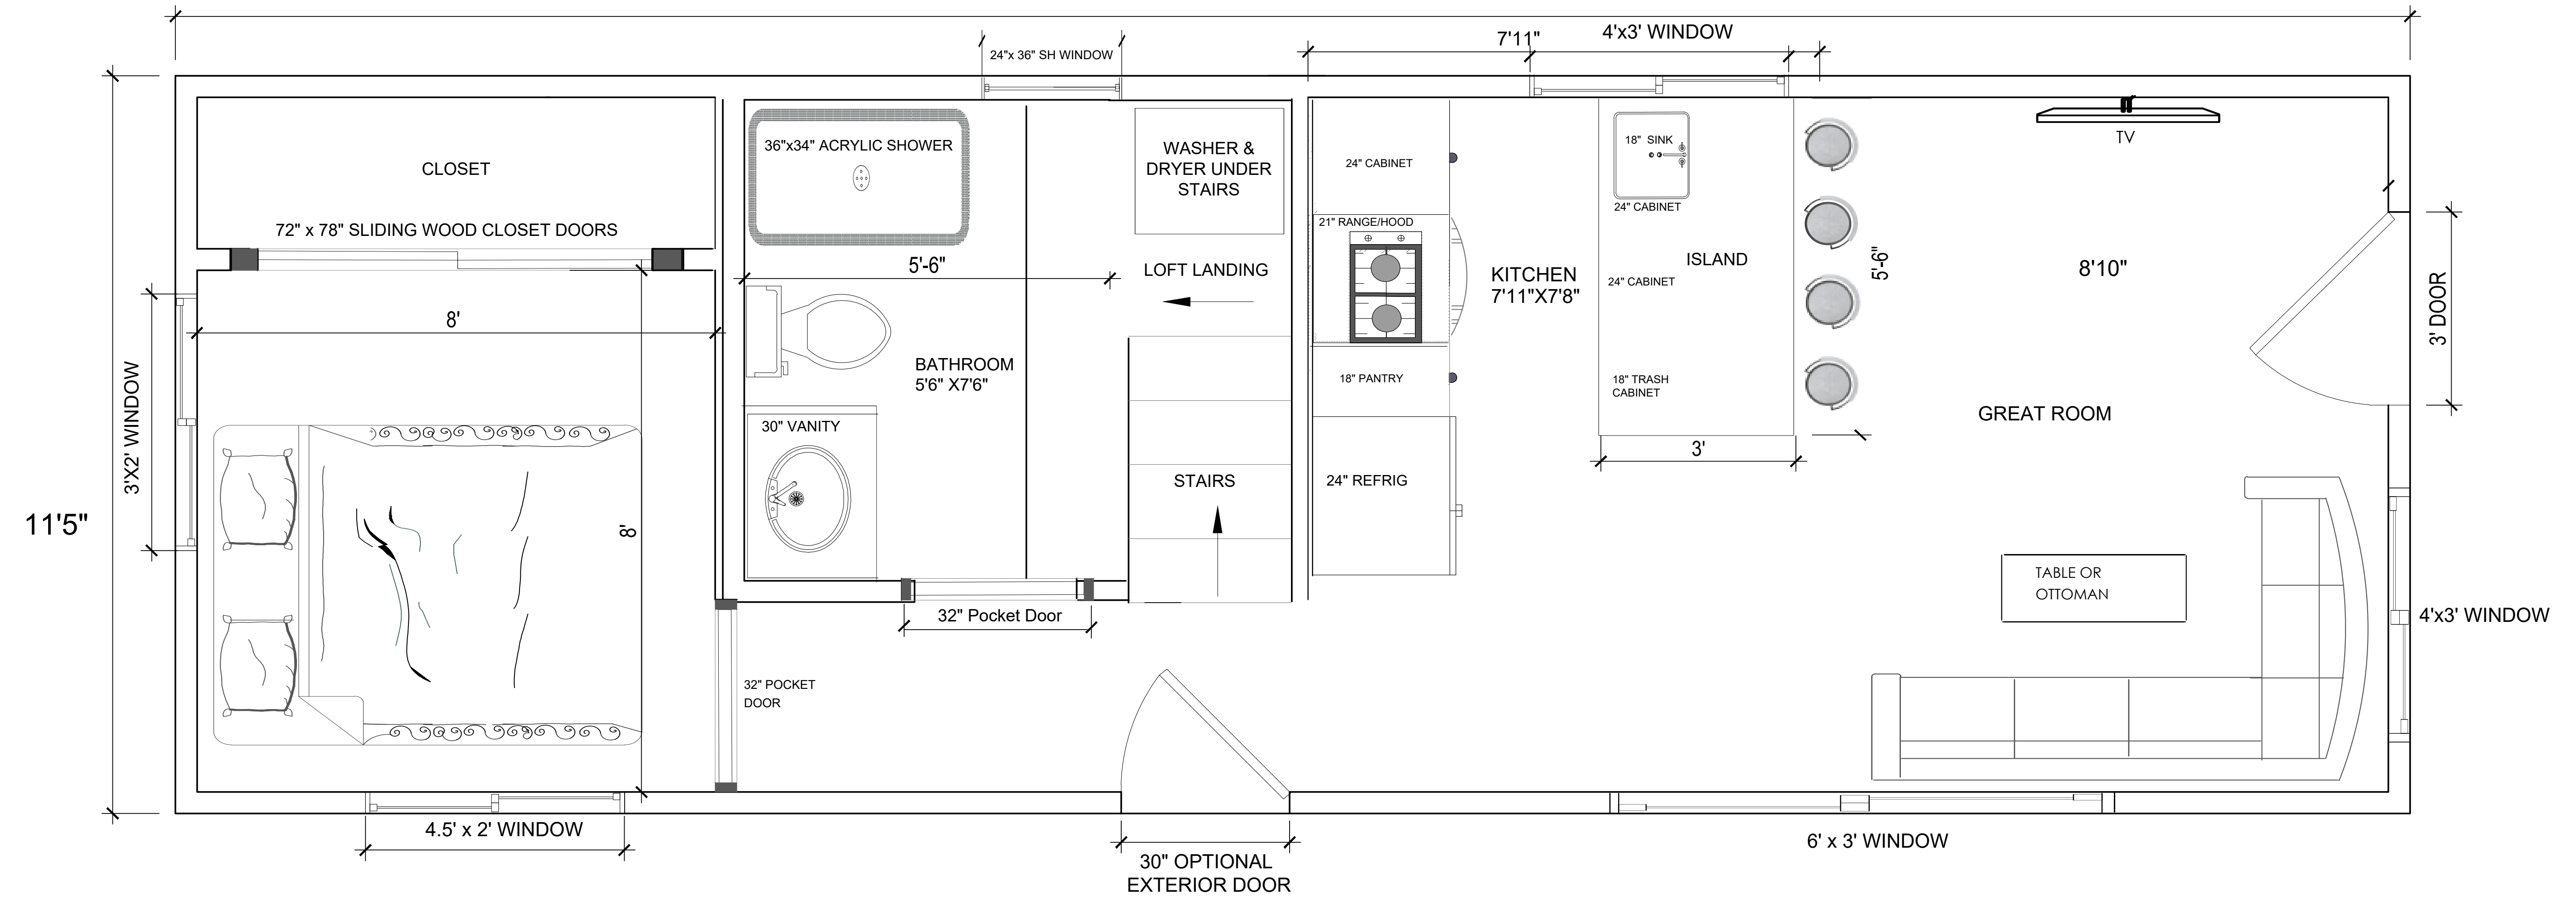 7'11"
4'x3' WINDOW
24"x 36" SH WINDOW
CLOSET
72" x 78" SLIDING WOOD CLOSET DOORS
8'
3'X2' WINDOW
11'5"
8'
4.5' x 2' WINDOW
36"x34" ACRYLIC SHOWER
5'-6"
BATHROOM
5'6" X7'6"
30" VANITY
32" Pocket Door
32" POCKET
DOOR
WASHER &
DRYER UNDER
STAIRS
LOFT LANDING
STAIRS
30" OPTIONAL
EXTERIOR DOOR
24" CABINET
21" RANGE/HOOD
18" PANTRY
24" REFRIG
KITCHEN
7'11"X7'8"
18" SINK
24" CABINET
ISLAND
24" CABINET
18" TRASH
CABINET
3'
5'-6"
TV
8'10"
3' DOOR
GREAT ROOM
TABLE OR
OTTOMAN
4'x3' WINDOW
6' x 3' WINDOW